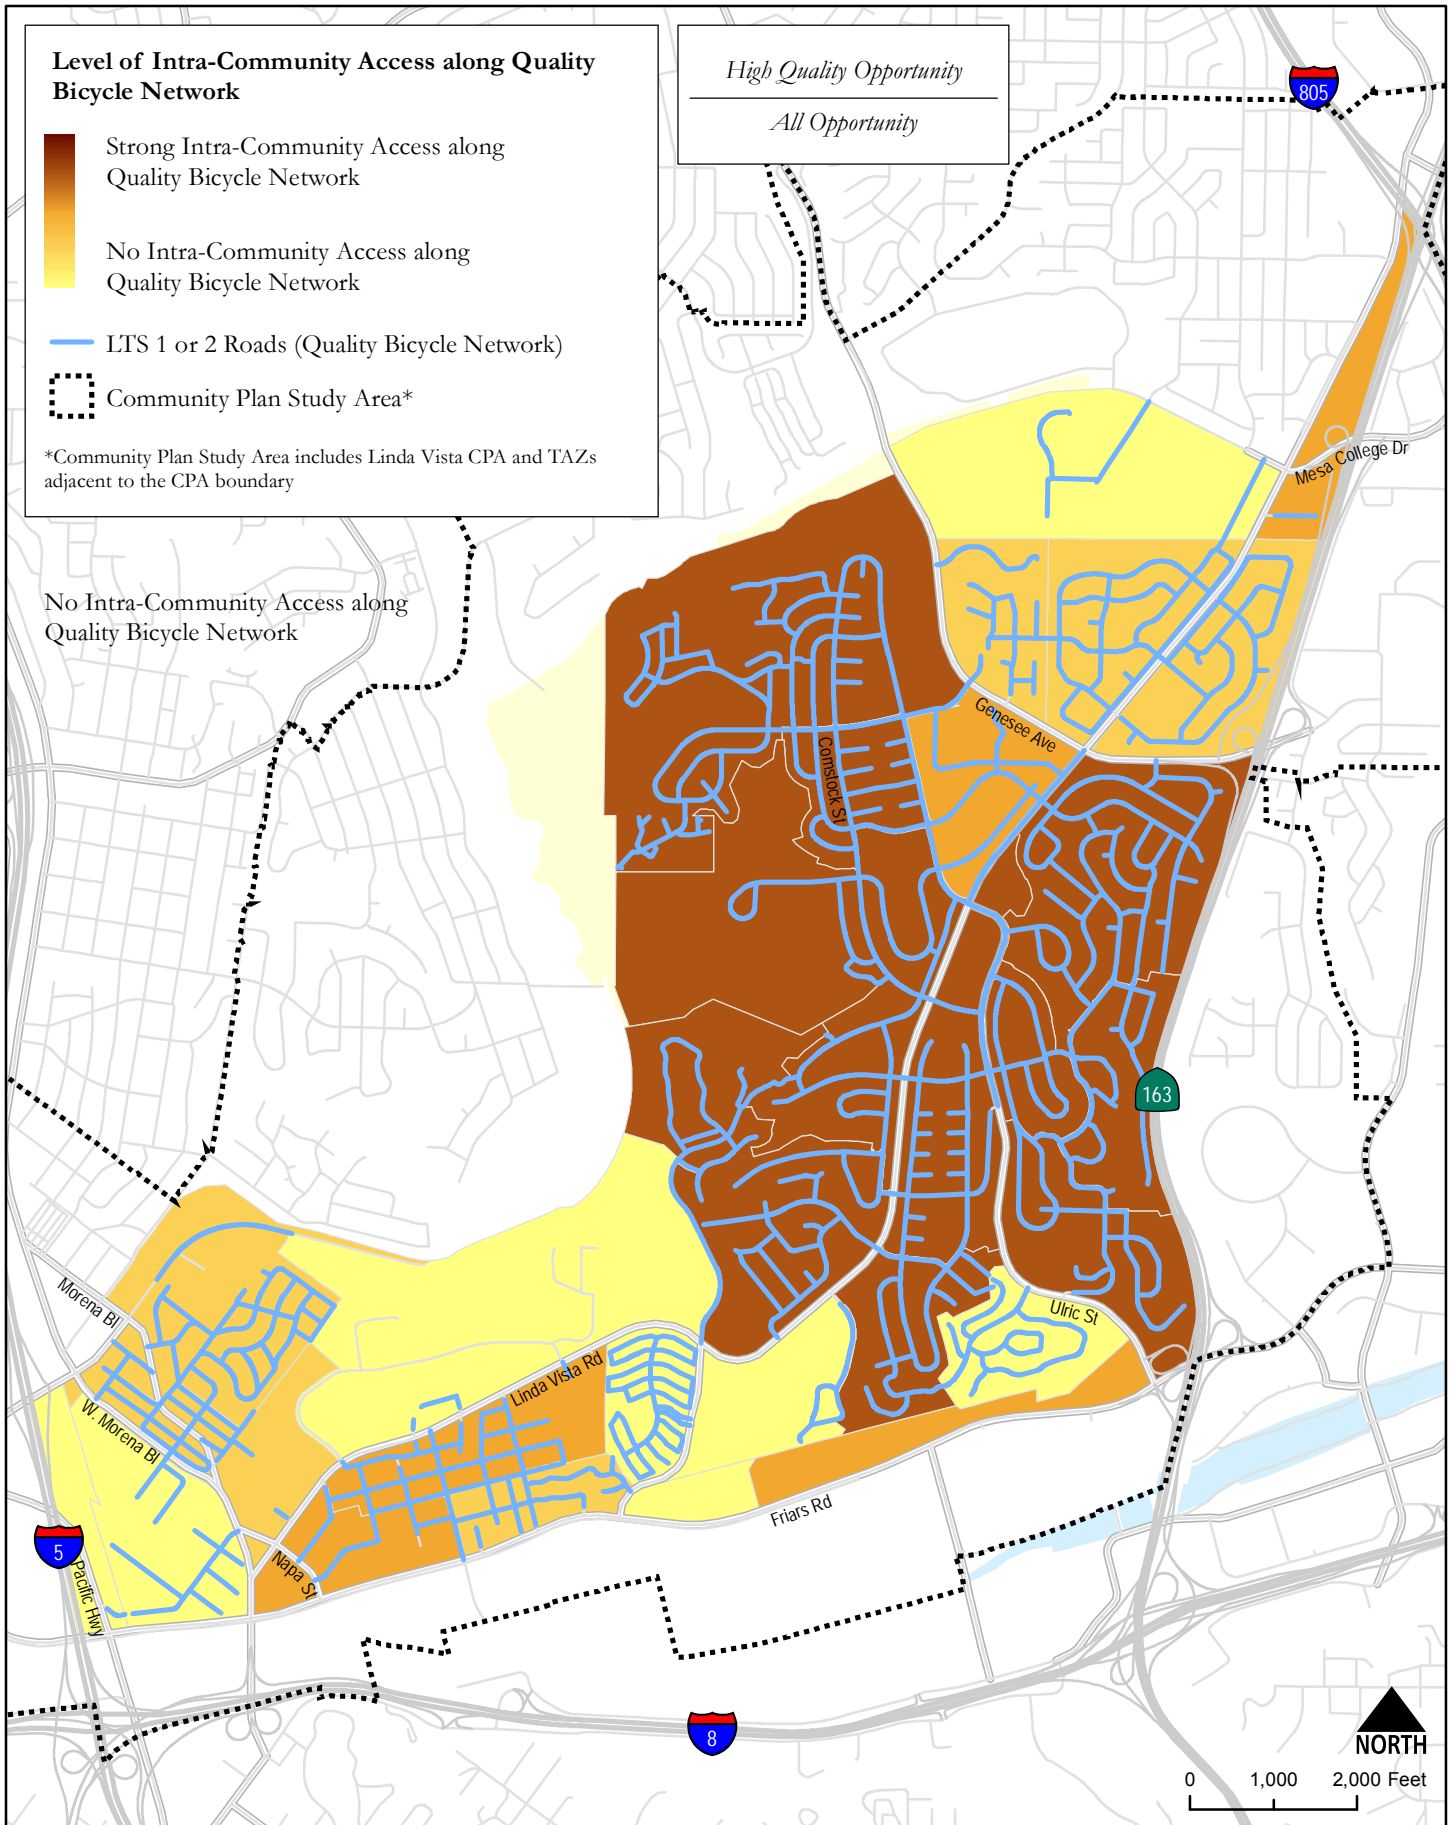 Level of Intra-Community Access along Quality
Bicycle Network
Strong Intra-Community Access along
Quality Bicycle Network
No Intra-Community Access along
Quality Bicycle Network
LTS 1 or 2 Roads (Quality Bicycle Network)
Community Plan Study Area*
*Community Plan Study Area includes Linda Vista CPA and TAZs
adjacent to the CPA boundary
High Quality Opportunity
All Opportunity
805
Mesa College Dr
No Intra-Community Access along
Quality Bicycle Network
Genesee Ave
Comstock St
163
Morena Bl
Ulric St
Linda Vista Rd
W. Morena Bl
Friars Rd
5
Napa St
Pacific Hwy
8
NORTH
0 1,000 2,000 Feet